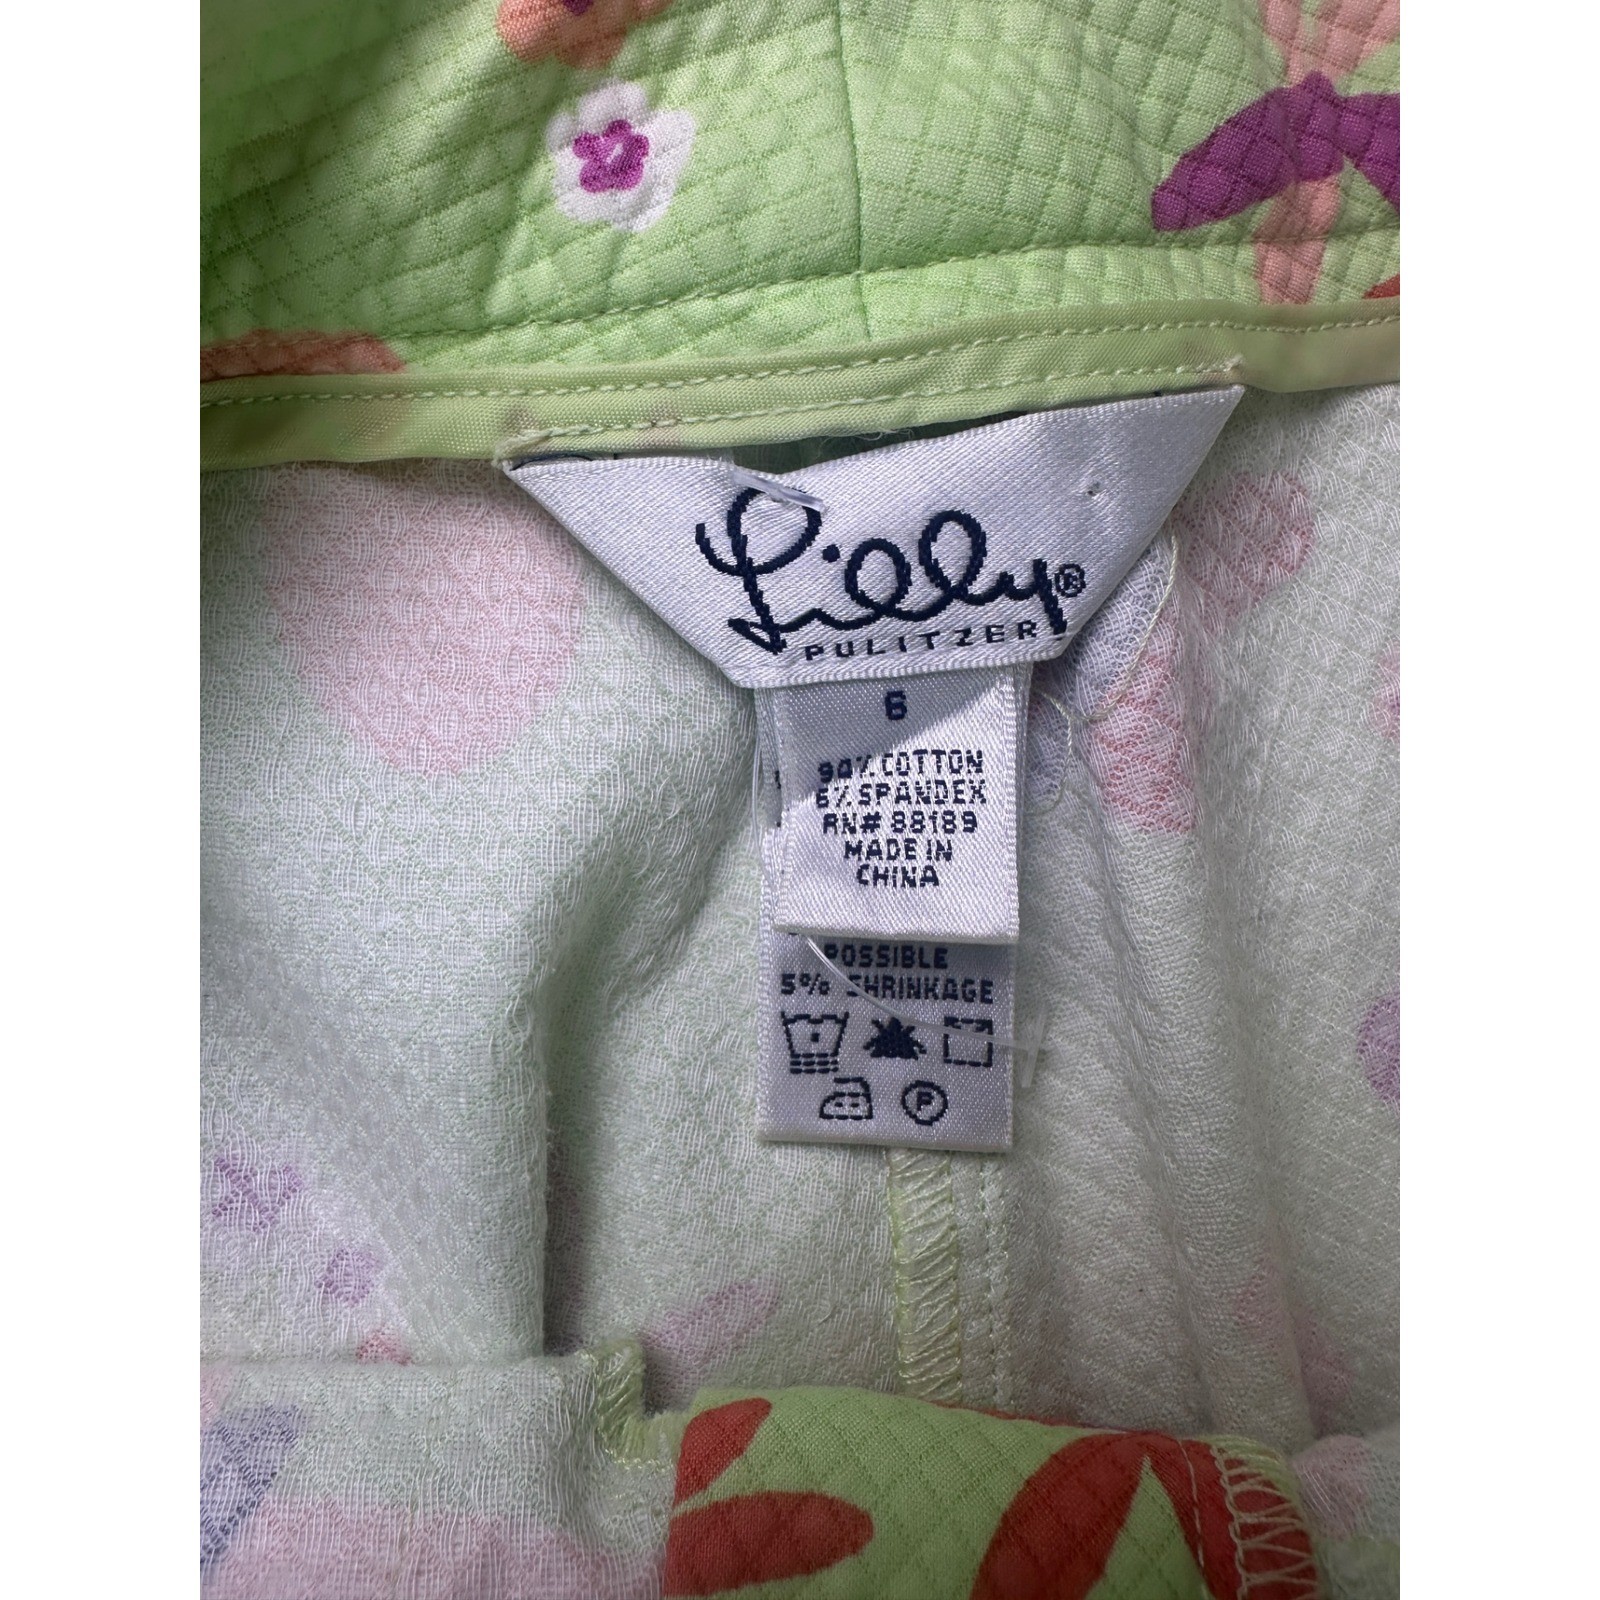 Lilly®
PULITZER
6
94% COTTON
6% SPANDEX
RN# 88189
MADE IN
CHINA
POSSIBLE
5% SHRINKAGE
P